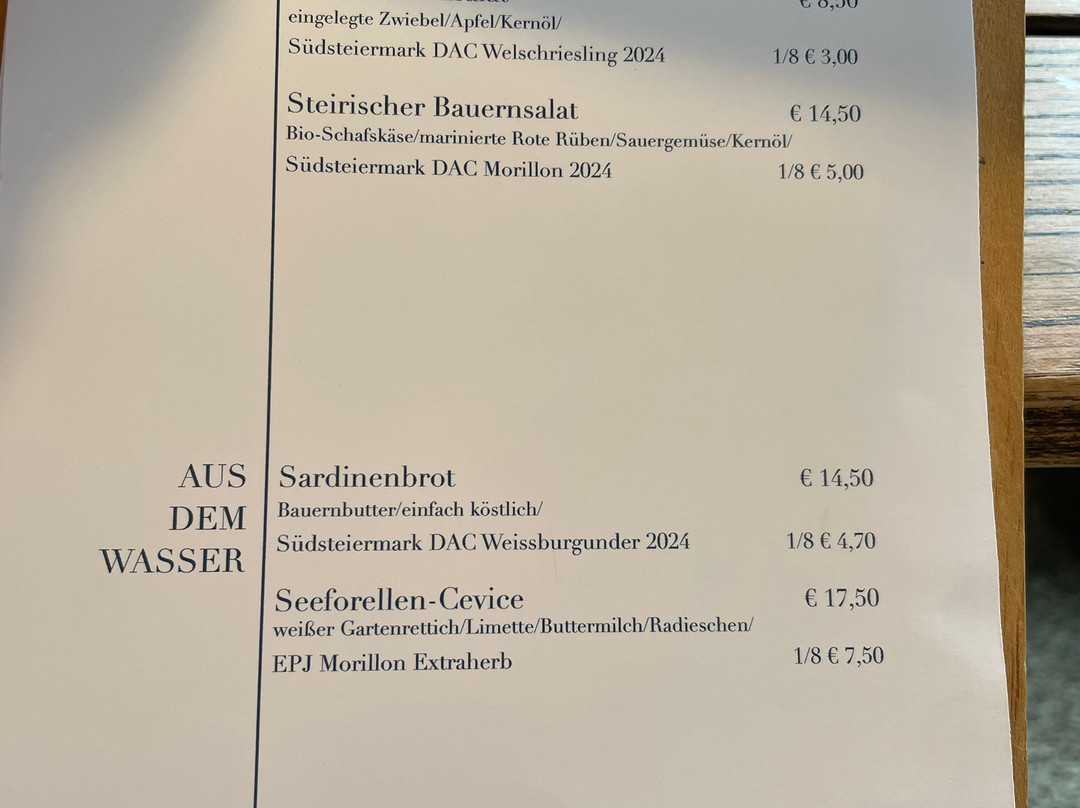 € 8,50
eingelegte Zwiebel/Apfel/Kernöl/
Südsteiermark DAC Welschriesling 2024 1/8 € 3,00
Steirischer Bauernsalat € 14,50
Bio-Schafskäse/marinierte Rote Rüben/Sauergemüse/Kernöl/
Südsteiermark DAC Morillon 2024 1/8 € 5,00
AUS
DEM
WASSER
Sardinenbrot € 14,50
Bauernbutter/einfach köstlich/
Südsteiermark DAC Weissburgunder 2024 1/8 € 4,70
Seeforellen-Cevice € 17,50
weißer Gartenrettich/Limette/Buttermilch/Radieschen/
EPJ Morillon Extraherb 1/8 € 7,50